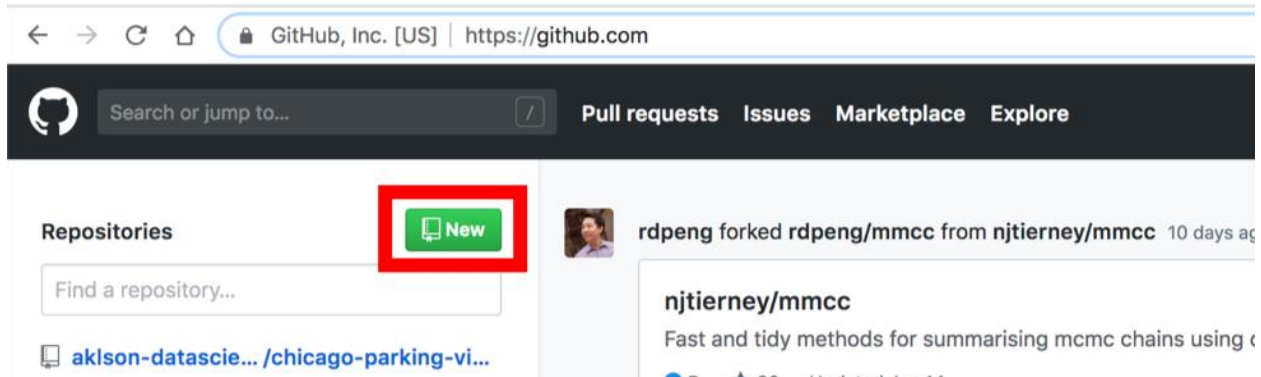 GitHub, Inc. [US] | https://github.com
Search or jump to... / Pull requests Issues Marketplace Explore
Repositories
New
Find a repository...
aklson-datascie... /chicago-parking-vi...
rdpeng forked rdpeng/mmcc from njtierney/mmcc 10 days ag
njtierney/mmcc
Fast and tidy methods for summarising mcmc chains using